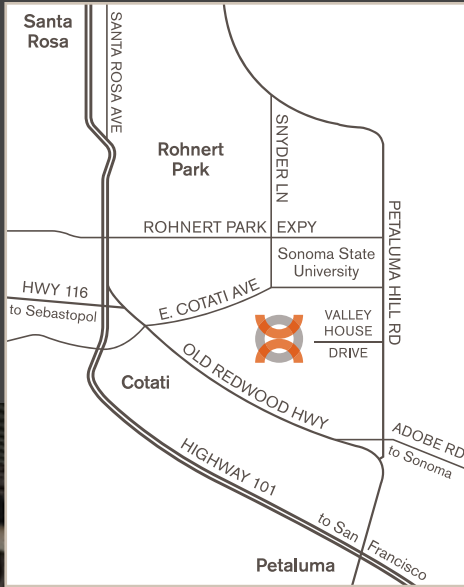 Santa
Rosa
SANTA ROSA AVE
Rohnert
Park
SNYDER LN
PETALUMA HILL RD
ROHNERT PARK EXPY
Sonoma State
University
HWY 116
to Sebastopol
E. COTATI AVE
VALLEY
HOUSE
DRIVE
Cotati
OLD REDWOOD HWY
ADOBE RD
to Sonoma
HIGHWAY 101
to San Francisco
Petaluma